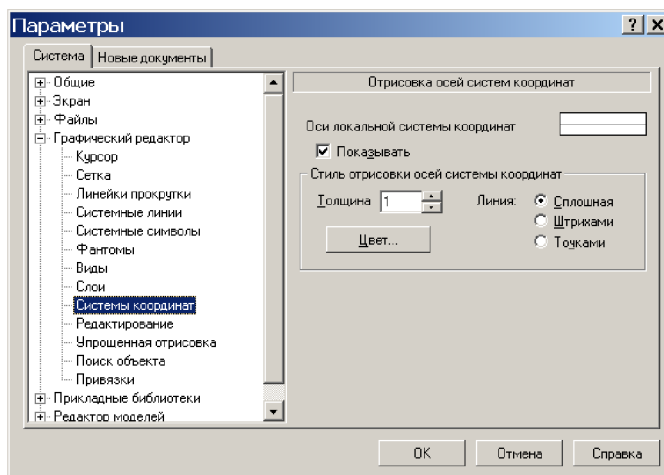 Параметры
Система Новые документы
Общие
Экран
Файлы
Графический редактор
Курсор
Сетка
Линейки прокрутки
Системные линии
Системные символы
Фантомы
Виды
Слои
Системы координат
Редактирование
Упрощенная отрисовка
Поиск объекта
Привязки
Прикладные библиотеки
Редактор моделей
Отрисовка осей систем координат
Оси локальной системы координат
Показывать
Стиль отрисовки осей системы координат
Толщина 1 Линия: Сплошная
Штрихами
Точками
Цвет...
OK Отмена Справка